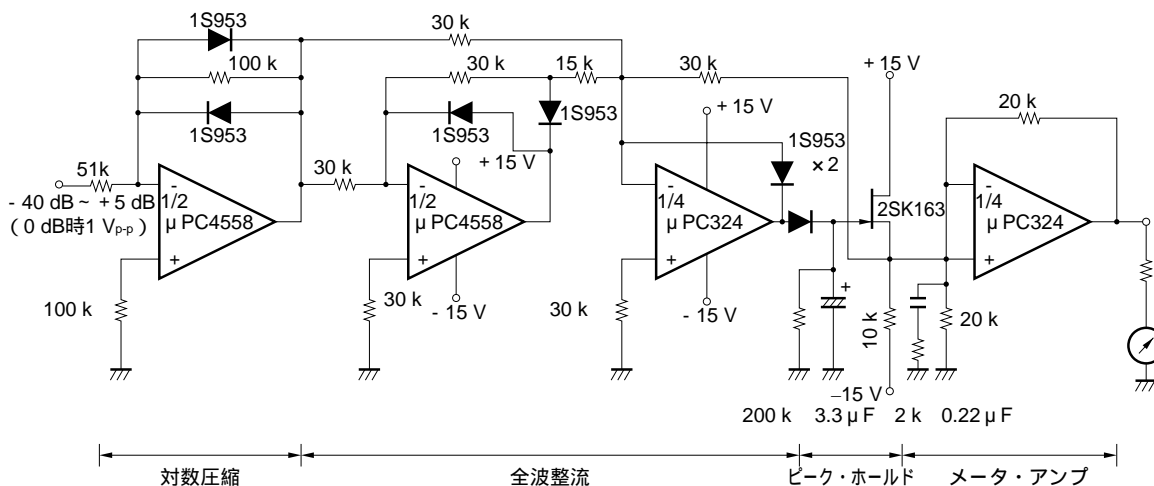 1S953
30 k
100 k
30 k
15 k
30 k
+ 15 V
1S953
1S953
1S953
+ 15 V
1S953
×2
20 k
51k
- 40 dB ~ + 5 dB
( 0 dB時1 Vp-p )
-
1/2
μ PC4558
+
30 k
+ 15 V
-
1/2
μ PC4558
+
-
1/4
μ PC324
+
2SK163
-
1/4
μ PC324
+
100 k
30 k
- 15 V
30 k
- 15 V
+
10 k
20 k
–15 V
200 k
3.3 μ F
2 k
0.22 μ F
対数圧縮
全波整流
ピーク・ホールド
メータ・アンプ